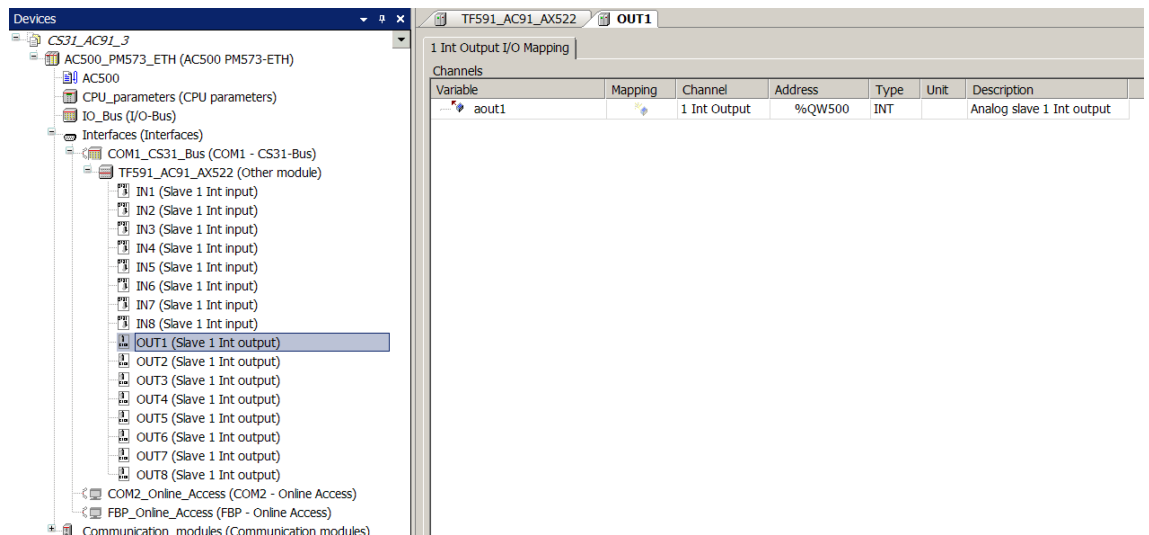 Devices
CS31_AC91_3
AC500_PM573_ETH (AC500 PM573-ETH)
AC500
CPU_parameters (CPU parameters)
IO_Bus (I/O-Bus)
Interfaces (Interfaces)
COM1_CS31_Bus (COM1 - CS31-Bus)
TF591_AC91_AX522 (Other module)
IN1 (Slave 1 Int input)
IN2 (Slave 1 Int input)
IN3 (Slave 1 Int input)
IN4 (Slave 1 Int input)
IN5 (Slave 1 Int input)
IN6 (Slave 1 Int input)
IN7 (Slave 1 Int input)
IN8 (Slave 1 Int input)
OUT1 (Slave 1 Int output)
OUT2 (Slave 1 Int output)
OUT3 (Slave 1 Int output)
OUT4 (Slave 1 Int output)
OUT5 (Slave 1 Int output)
OUT6 (Slave 1 Int output)
OUT7 (Slave 1 Int output)
OUT8 (Slave 1 Int output)
COM2_Online_Access (COM2 - Online Access)
FBP_Online_Access (FBP - Online Access)
Communication_modules (Communication modules)
TF591_AC91_AX522 OUT1
1 Int Output I/O Mapping
Channels
Variable Mapping Channel Address Type Unit Description
aout1 1 Int Output %QW500 INT Analog slave 1 Int output